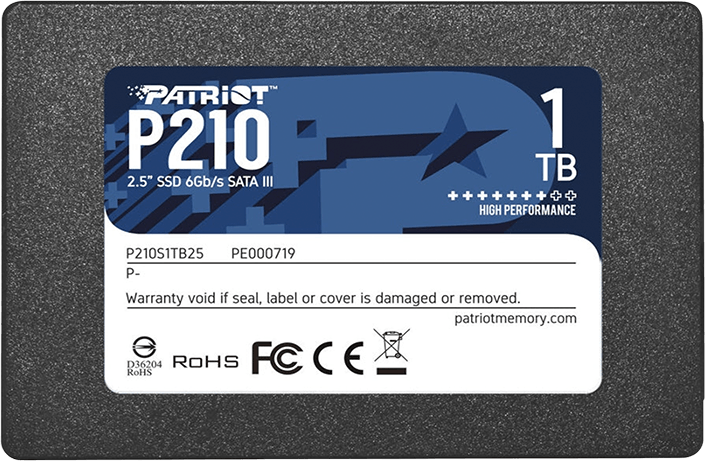 PATRIOT™
P210
2.5" SSD 6Gb/s SATA III
1
TB
HIGH PERFORMANCE
P210S1TB25 PE000719
P-
Warranty void if seal, label or cover is damaged or removed.
patriotmemory.com
D36204
RoHS
RoHS
FC CE